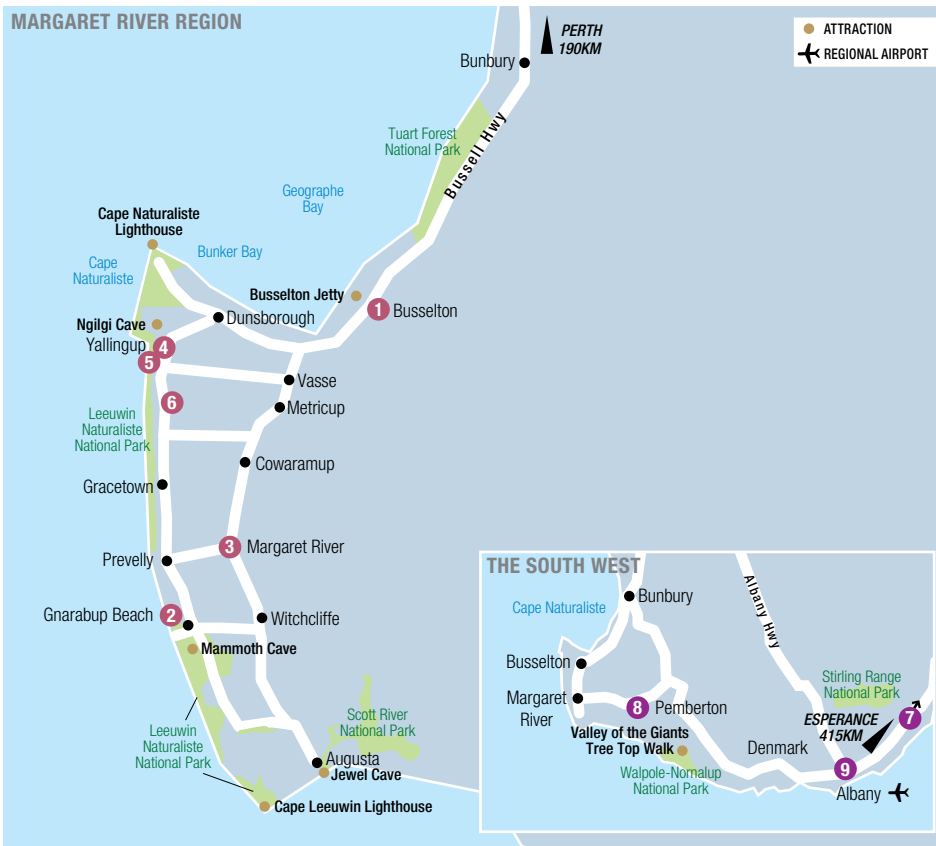 MARGARET RIVER REGION
PERTH
190KM
ATTRACTION
REGIONAL AIRPORT
Bunbury
Tuart Forest
National Park
Bussell Hwy
Geographe
Bay
Cape Naturaliste
Lighthouse
Bunker Bay
Cape
Naturaliste
Busselton Jetty
1 Busselton
Dunsborough
Ngilgi Cave
Yallingup 4
5
Vasse
6
Metricup
Leeuwin
Naturaliste
National Park
Cowaramup
Gracetown
3 Margaret River
Prevelly
Gnarabup Beach 2
Witchcliffe
Mammoth Cave
Leeuwin
Naturaliste
National Park
Scott River
National Park
Augusta
Jewel Cave
Cape Leeuwin Lighthouse
THE SOUTH WEST
Cape Naturaliste
Bunbury
Albany Hwy
Busselton
Margaret
River
8 Pemberton
Stirling Range
National Park
ESPERANCE
415KM
7
Valley of the Giants
Tree Top Walk
Denmark
Walpole-Nornalup
National Park
9
Albany